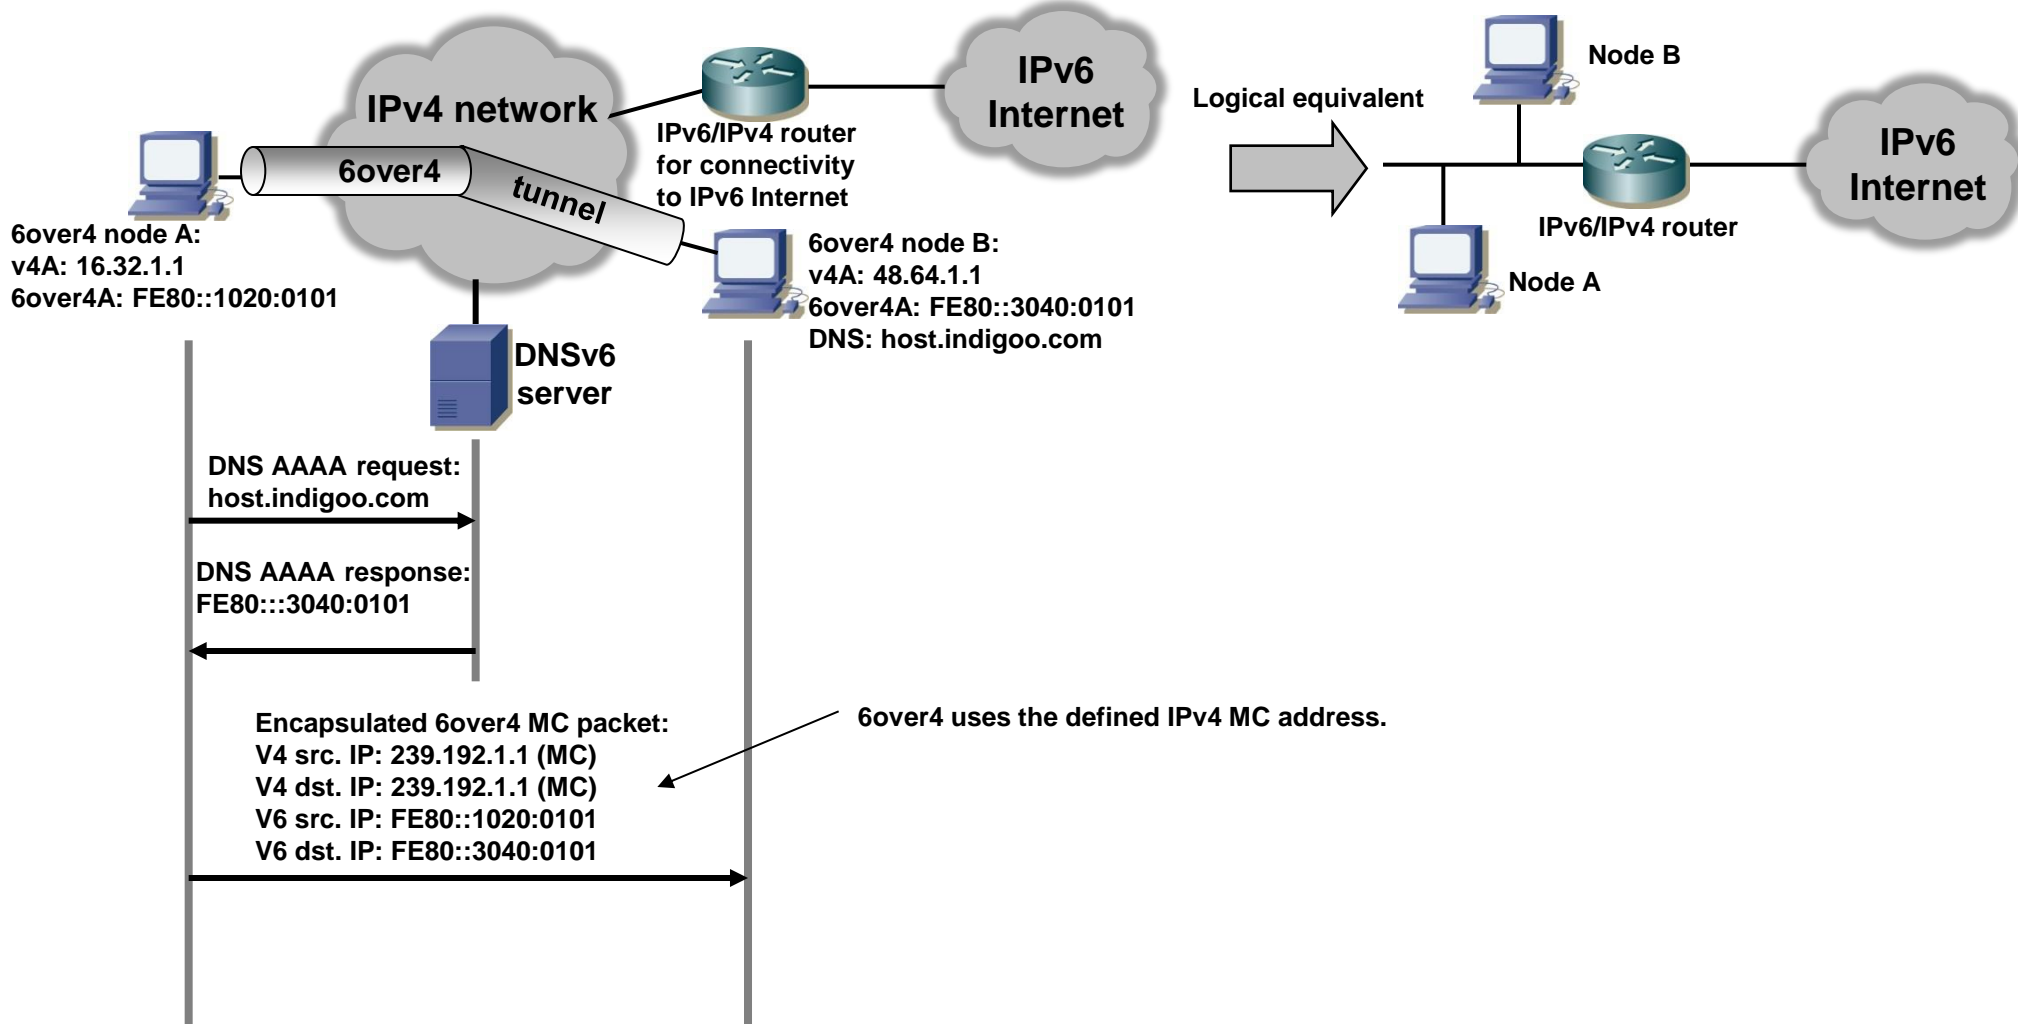 IPv4 network
6over4
tunnel
IPv6/IPv4 router
for connectivity
to IPv6 Internet
IPv6
Internet
6over4 node A:
v4A: 16.32.1.1
6over4A: FE80::1020:0101
6over4 node B:
v4A: 48.64.1.1
6over4A: FE80::3040:0101
DNS: host.indigoo.com
DNSv6
server
Logical equivalent
Node B
IPv6
Internet
IPv6/IPv4 router
Node A
DNS AAAA request:
host.indigoo.com
DNS AAAA response:
FE80:::3040:0101
Encapsulated 6over4 MC packet:
V4 src. IP: 239.192.1.1 (MC)
V4 dst. IP: 239.192.1.1 (MC)
V6 src. IP: FE80::1020:0101
V6 dst. IP: FE80::3040:0101
6over4 uses the defined IPv4 MC address.